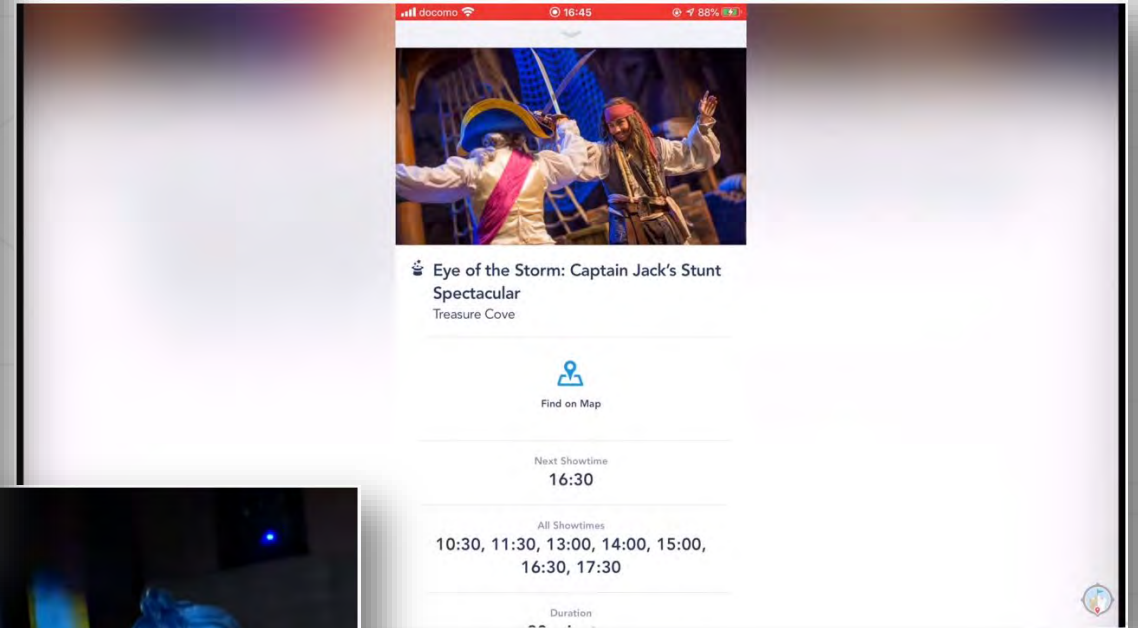 docomo 16:45 88%
Eye of the Storm: Captain Jack's Stunt
Spectacular
Treasure Cove
Find on Map
Next Showtime
16:30
All Showtimes
10:30, 11:30, 13:00, 14:00, 15:00,
16:30, 17:30
Duration